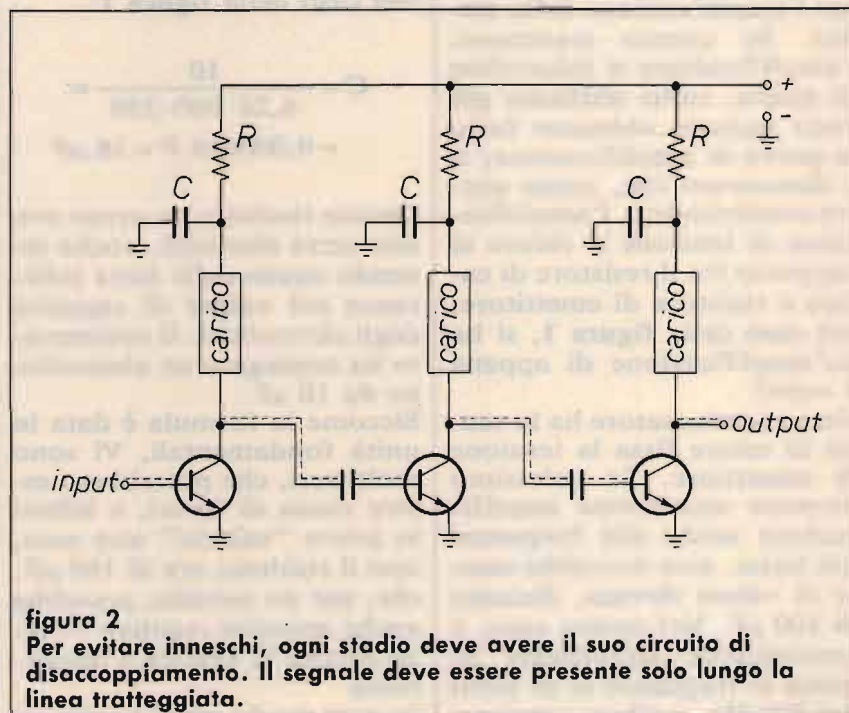 R
R
R
+
-
C
C
C
carico
carico
carico
input
output
figura 2
Per evitare inneschi, ogni stadio deve avere il suo circuito di
disaccoppiamento. Il segnale deve essere presente solo lungo la
linea tratteggiata.